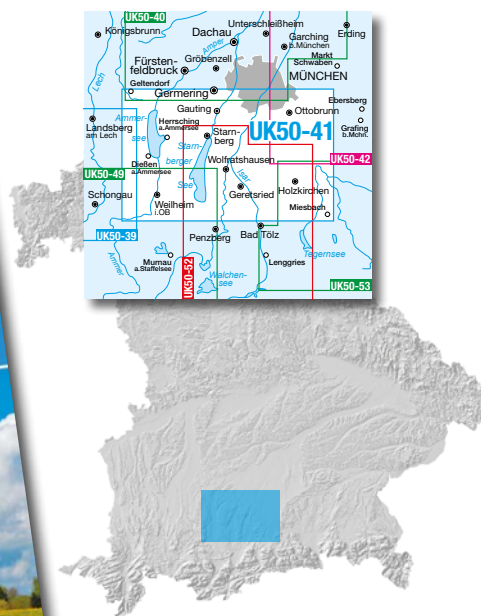 UK50-40
Königsbrunn
Unterschleißheim
Dachau
Amper
Garching
b.München
Erding
Lech
Fürsten-
feldbruck
Gröbenzell
Markt
Schwaben
MÜNCHEN
Geltendorf
Germering
Ebersberg
Ammer-
see
Gauting
Ottobrunn
Landsberg
am Lech
Herrsching
a.Ammersee
Starn-
berg
UK50-41
Grafing
b.Mchn.
Starn-
berger
See
Dießen
a.Ammersee
Wolfratshausen
UK50-42
UK50-49
Isar
Schongau
Weilheim
i.OB
Geretsried
Holzkirchen
Miesbach
UK50-39
Penzberg
Bad Tölz
Ammer
Murnau
a.Staffelsee
UK50-52
Walchen-
see
Lenggries
Tegernsee
UK50-53